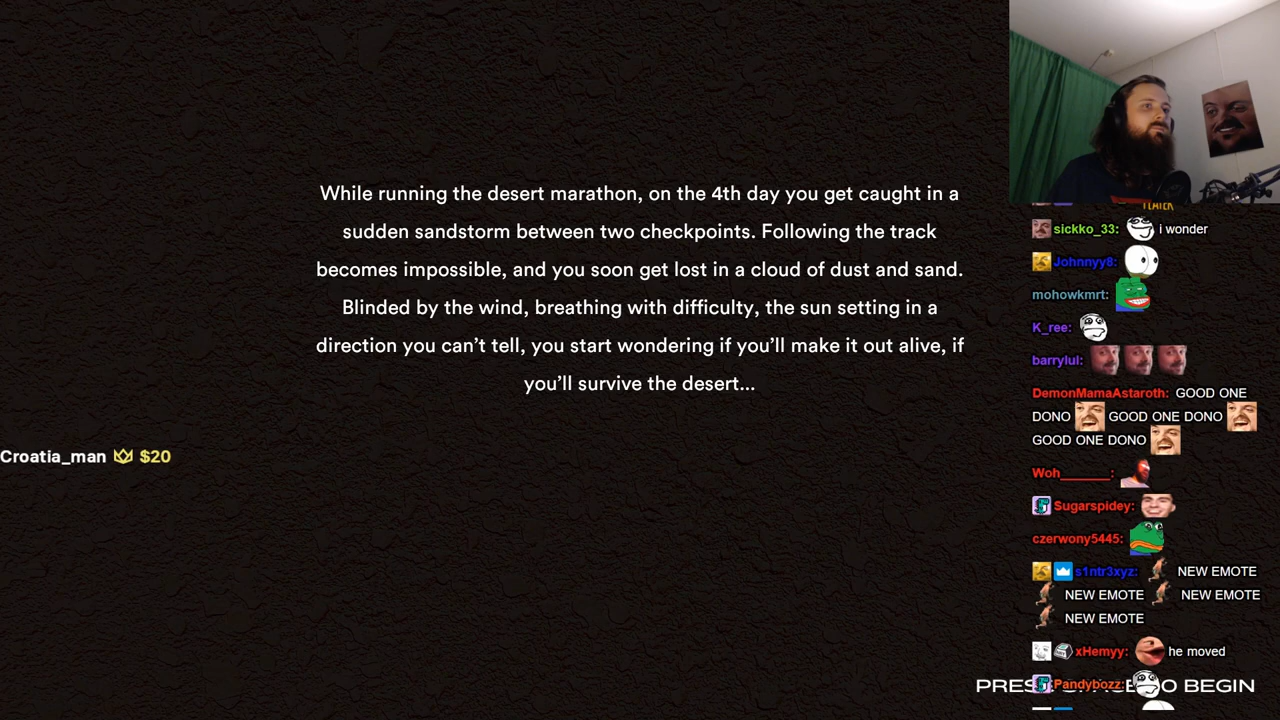 While running the desert marathon, on the 4th day you get caught in a
sudden sandstorm between two checkpoints. Following the track
becomes impossible, and you soon get lost in a cloud of dust and sand.
Blinded by the wind, breathing with difficulty, the sun setting in a
direction you can't tell, you start wondering if you'll make it out alive, if
you'll survive the desert...
Croatia_man $20
sickko_33: i wonder
Johnnyy8:
mohowkmrt:
K_ree:
barrylul:
DemonMamaAstaroth: GOOD ONE
DONO GOOD ONE DONO
GOOD ONE DONO
Woh_______:
Sugarspidey:
czerwony5445:
s1ntr3xyz: NEW EMOTE
NEW EMOTE NEW EMOTE
NEW EMOTE
xHemyy: he moved
Pandybozz:
TO BEGIN